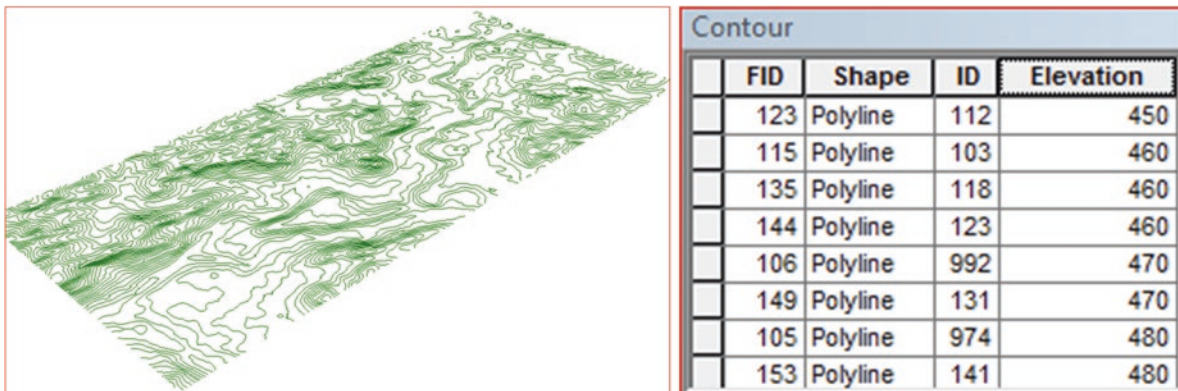 Contour
FID Shape ID Elevation
123 Polyline 112 450
115 Polyline 103 460
135 Polyline 118 460
144 Polyline 123 460
106 Polyline 992 470
149 Polyline 131 470
105 Polyline 974 480
153 Polyline 141 480